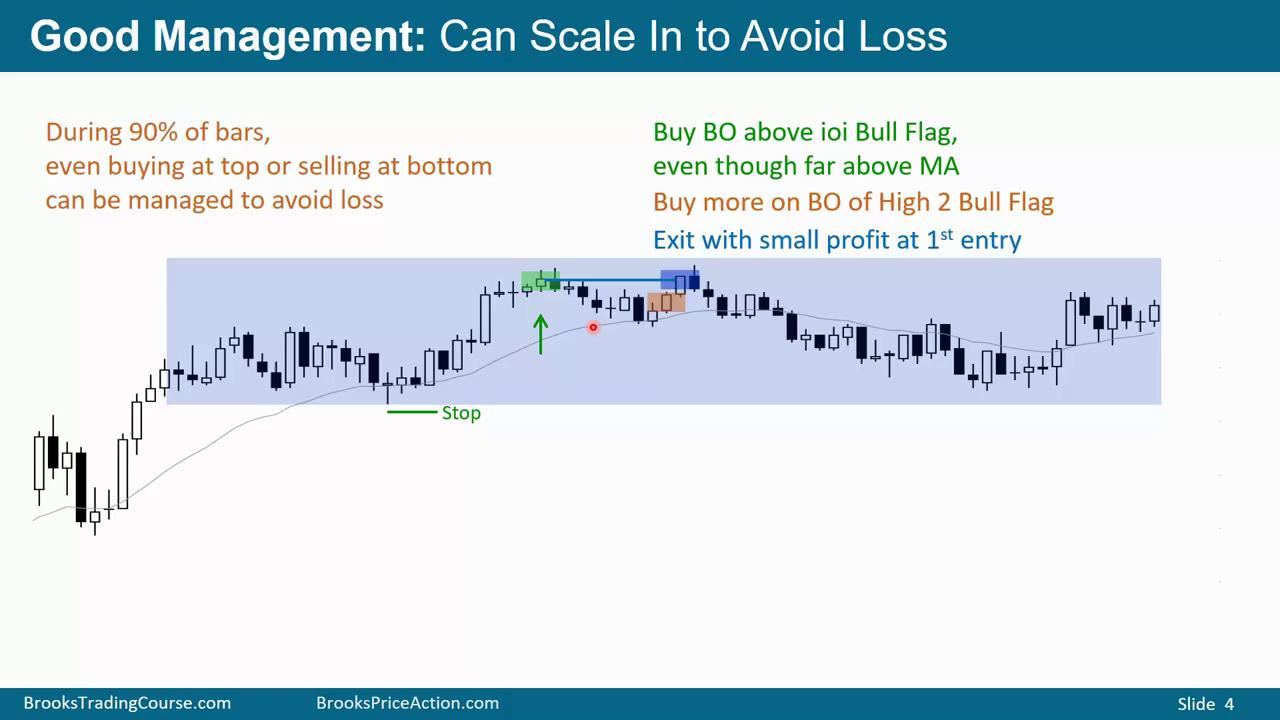 Good Management: Can Scale In to Avoid Loss
During 90% of bars,
even buying at top or selling at bottom
can be managed to avoid loss
Buy BO above ioi Bull Flag,
even though far above MA
Buy more on BO of High 2 Bull Flag
Exit with small profit at 1st entry
Stop
BrooksTradingCourse.com
BrooksPriceAction.com
Slide 4